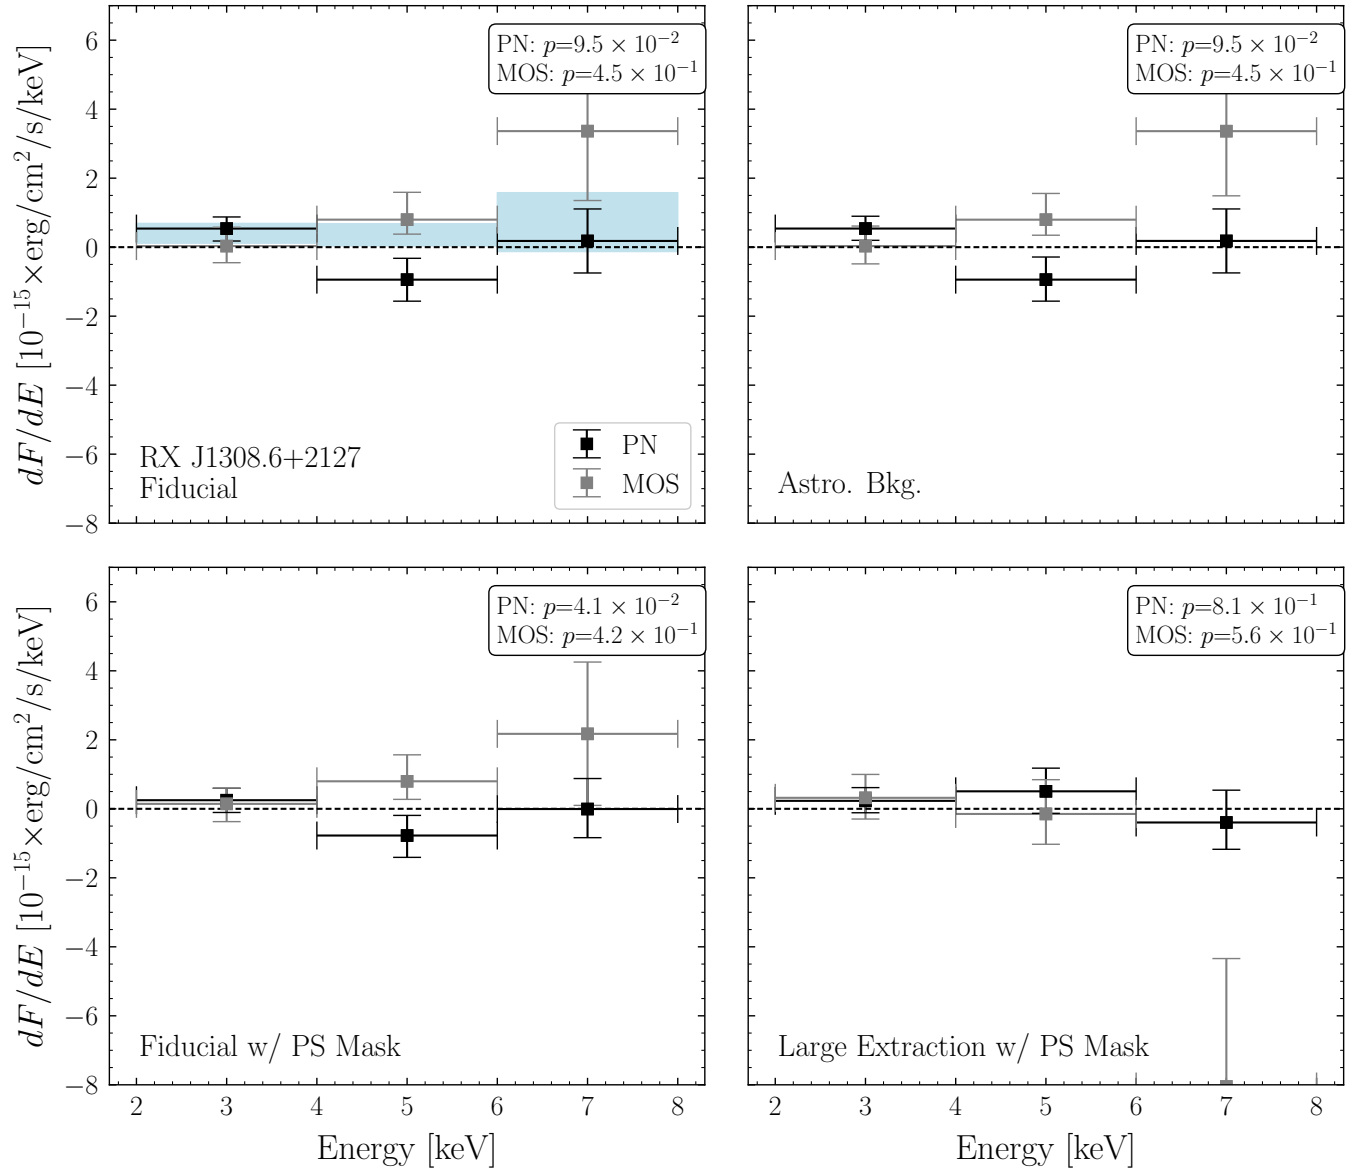 6
4
2
0
−2
−4
−6
−8
dF/dE [10⁻¹⁵×erg/cm²/s/keV]
PN: p=9.5 × 10⁻²
MOS: p=4.5 × 10⁻¹
RX J1308.6+2127
Fiducial
PN
MOS
PN: p=9.5 × 10⁻²
MOS: p=4.5 × 10⁻¹
Astro. Bkg.
6
4
2
0
−2
−4
−6
−8
dF/dE [10⁻¹⁵×erg/cm²/s/keV]
PN: p=4.1 × 10⁻²
MOS: p=4.2 × 10⁻¹
Fiducial w/ PS Mask
2 3 4 5 6 7 8
Energy [keV]
PN: p=8.1 × 10⁻¹
MOS: p=5.6 × 10⁻¹
Large Extraction w/ PS Mask
2 3 4 5 6 7 8
Energy [keV]